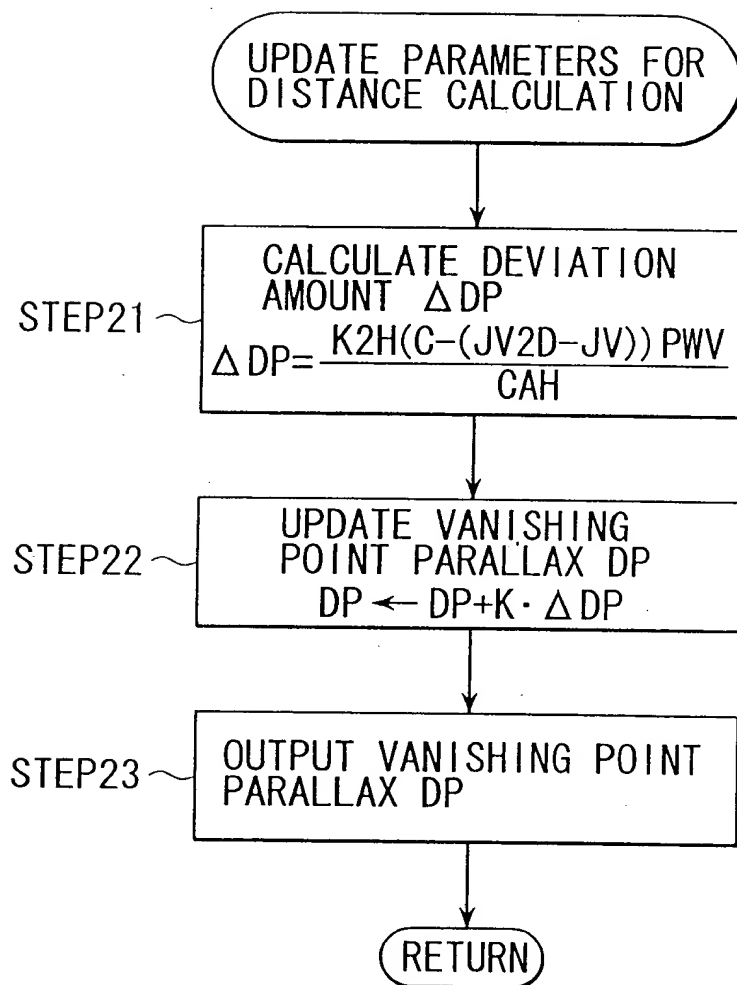 UPDATE PARAMETERS FOR
DISTANCE CALCULATION
STEP21
CALCULATE DEVIATION
AMOUNT ΔDP
ΔDP=K2H(C-(JV2D-JV))PWV/CAH
STEP22
UPDATE VANISHING
POINT PARALLAX DP
DP←DP+K·ΔDP
STEP23
OUTPUT VANISHING POINT
PARALLAX DP
RETURN